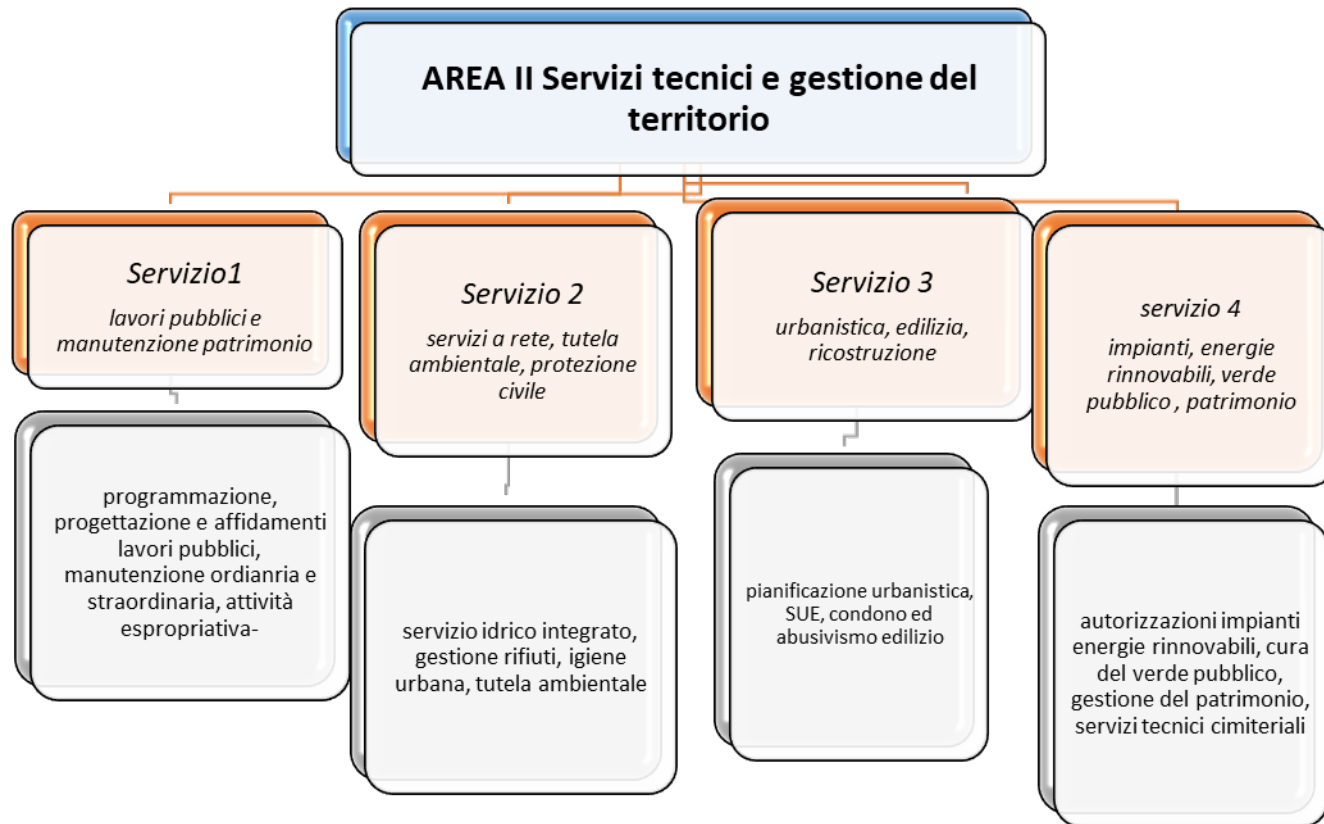 AREA II Servizi tecnici e gestione del
territorio
Servizio1
lavori pubblici e
manutenzione patrimonio
programmazione,
progettazione e affidamenti
lavori pubblici,
manutenzione ordianria e
straordinaria, attività
espropriativa-
Servizio 2
servizi a rete, tutela
ambientale, protezione
civile
servizio idrico integrato,
gestione rifiuti, igiene
urbana, tutela ambientale
Servizio 3
urbanistica, edilizia,
ricostruzione
pianificazione urbanistica,
SUE, condono ed
abusivismo edilizio
servizio 4
impianti, energie
rinnovabili, verde
pubblico , patrimonio
autorizzazioni impianti
energie rinnovabili, cura
del verde pubblico,
gestione del patrimonio,
servizi tecnici cimiteriali